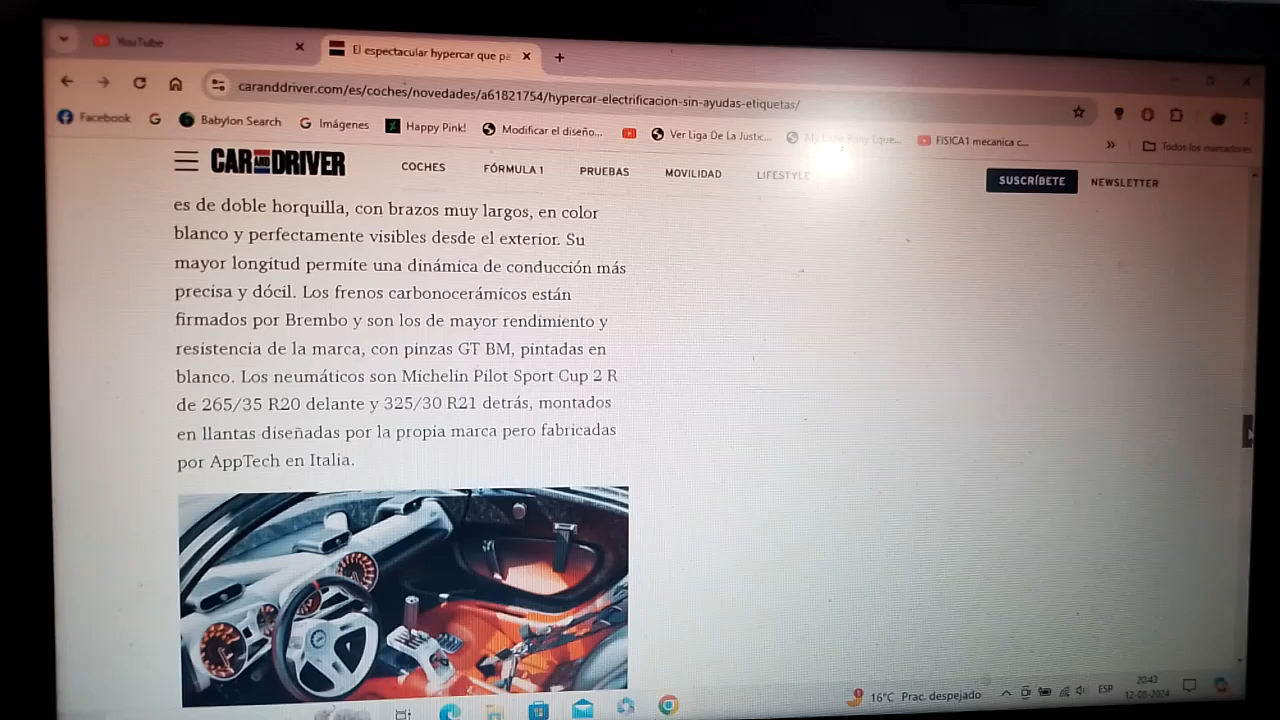 YouTube
El espectacular hypercar que p
caranddriver.com/es/coches/novedades/a61821754/hypercar-electrificacion-sin-ayudas-etiquetas/
Facebook
Babylon Search
Imágenes
Happy Pink!
Modificar el diseño...
Ver Liga De La Justic...
FISICA1 mecanica c...
Todos los marcadores
CAR AND DRIVER
COCHES
FÓRMULA 1
PRUEBAS
MOVILIDAD
LIFESTYLE
SUSCRÍBETE
NEWSLETTER
es de doble horquilla, con brazos muy largos, en color
blanco y perfectamente visibles desde el exterior. Su
mayor longitud permite una dinámica de conducción más
precisa y dócil. Los frenos carbonocerámicos están
firmados por Brembo y son los de mayor rendimiento y
resistencia de la marca, con pinzas GT BM, pintadas en
blanco. Los neumáticos son Michelin Pilot Sport Cup 2 R
de 265/35 R20 delante y 325/30 R21 detrás, montados
en llantas diseñadas por la propia marca pero fabricadas
por AppTech en Italia.
16°C Prac. despejado
ESP
20:43
12-08-2024